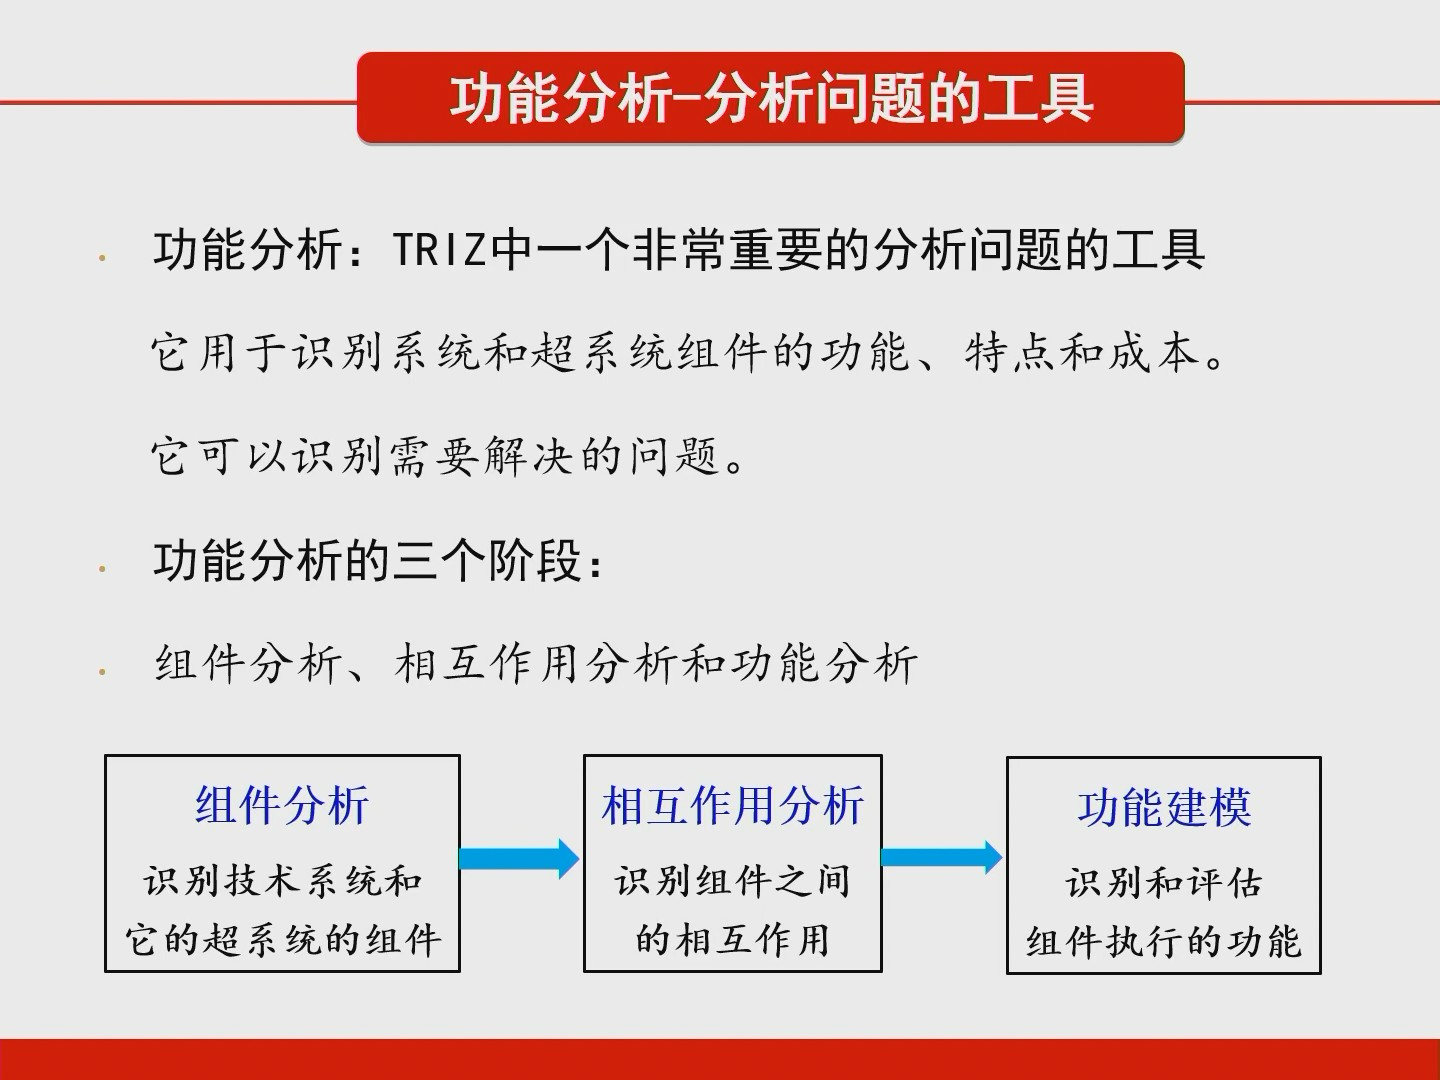 功能分析-分析问题的工具
功能分析：TRIZ中一个非常重要的分析问题的工具
它用于识别系统和超系统组件的功能、特点和成本。
它可以识别需要解决的问题。
功能分析的三个阶段：
组件分析、相互作用分析和功能分析
组件分析
识别技术系统和
它的超系统的组件
相互作用分析
识别组件之间
的相互作用
功能建模
识别和评估
组件执行的功能